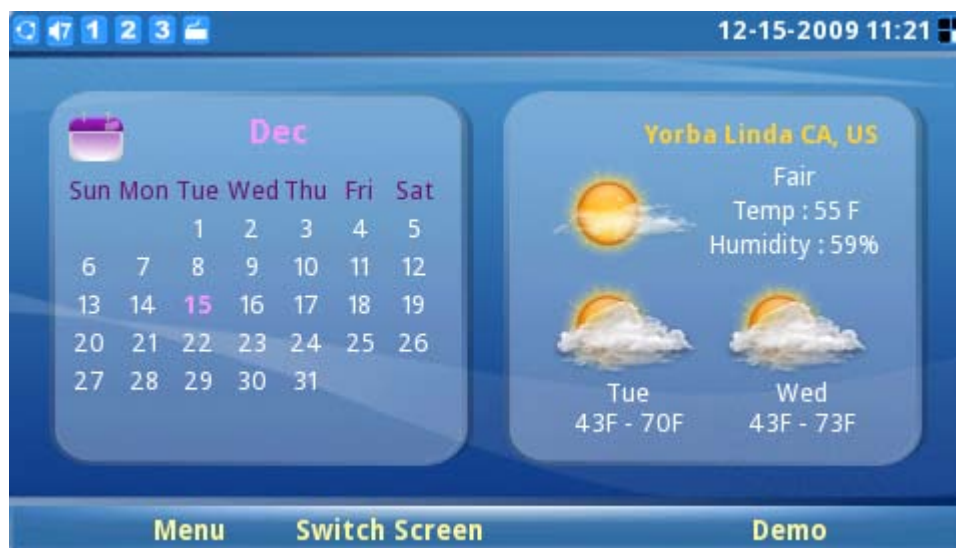 7 1 2 3 12-15-2009 11:21
Dec
Sun Mon Tue Wed Thu Fri Sat
1 2 3 4 5
6 7 8 9 10 11 12
13 14 15 16 17 18 19
20 21 22 23 24 25 26
27 28 29 30 31
Yorba Linda CA, US
Fair
Temp : 55 F
Humidity : 59%
Tue Wed
43F - 70F 43F - 73F
Menu Switch Screen Demo